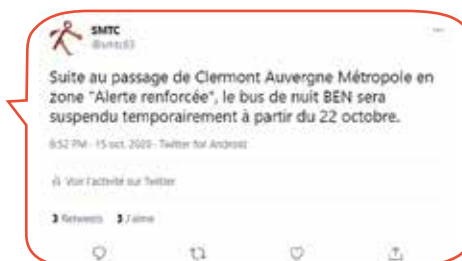 SMTC
@smtc63
Suite au passage de Clermont Auvergne Métropole en
zone "Alerte renforcée", le bus de nuit BEN sera
suspendu temporairement à partir du 22 octobre.
8:52 PM · 15 oct. 2020 · Twitter for Android
Voir l'activité sur Twitter
3 Retweets 3 J'aime